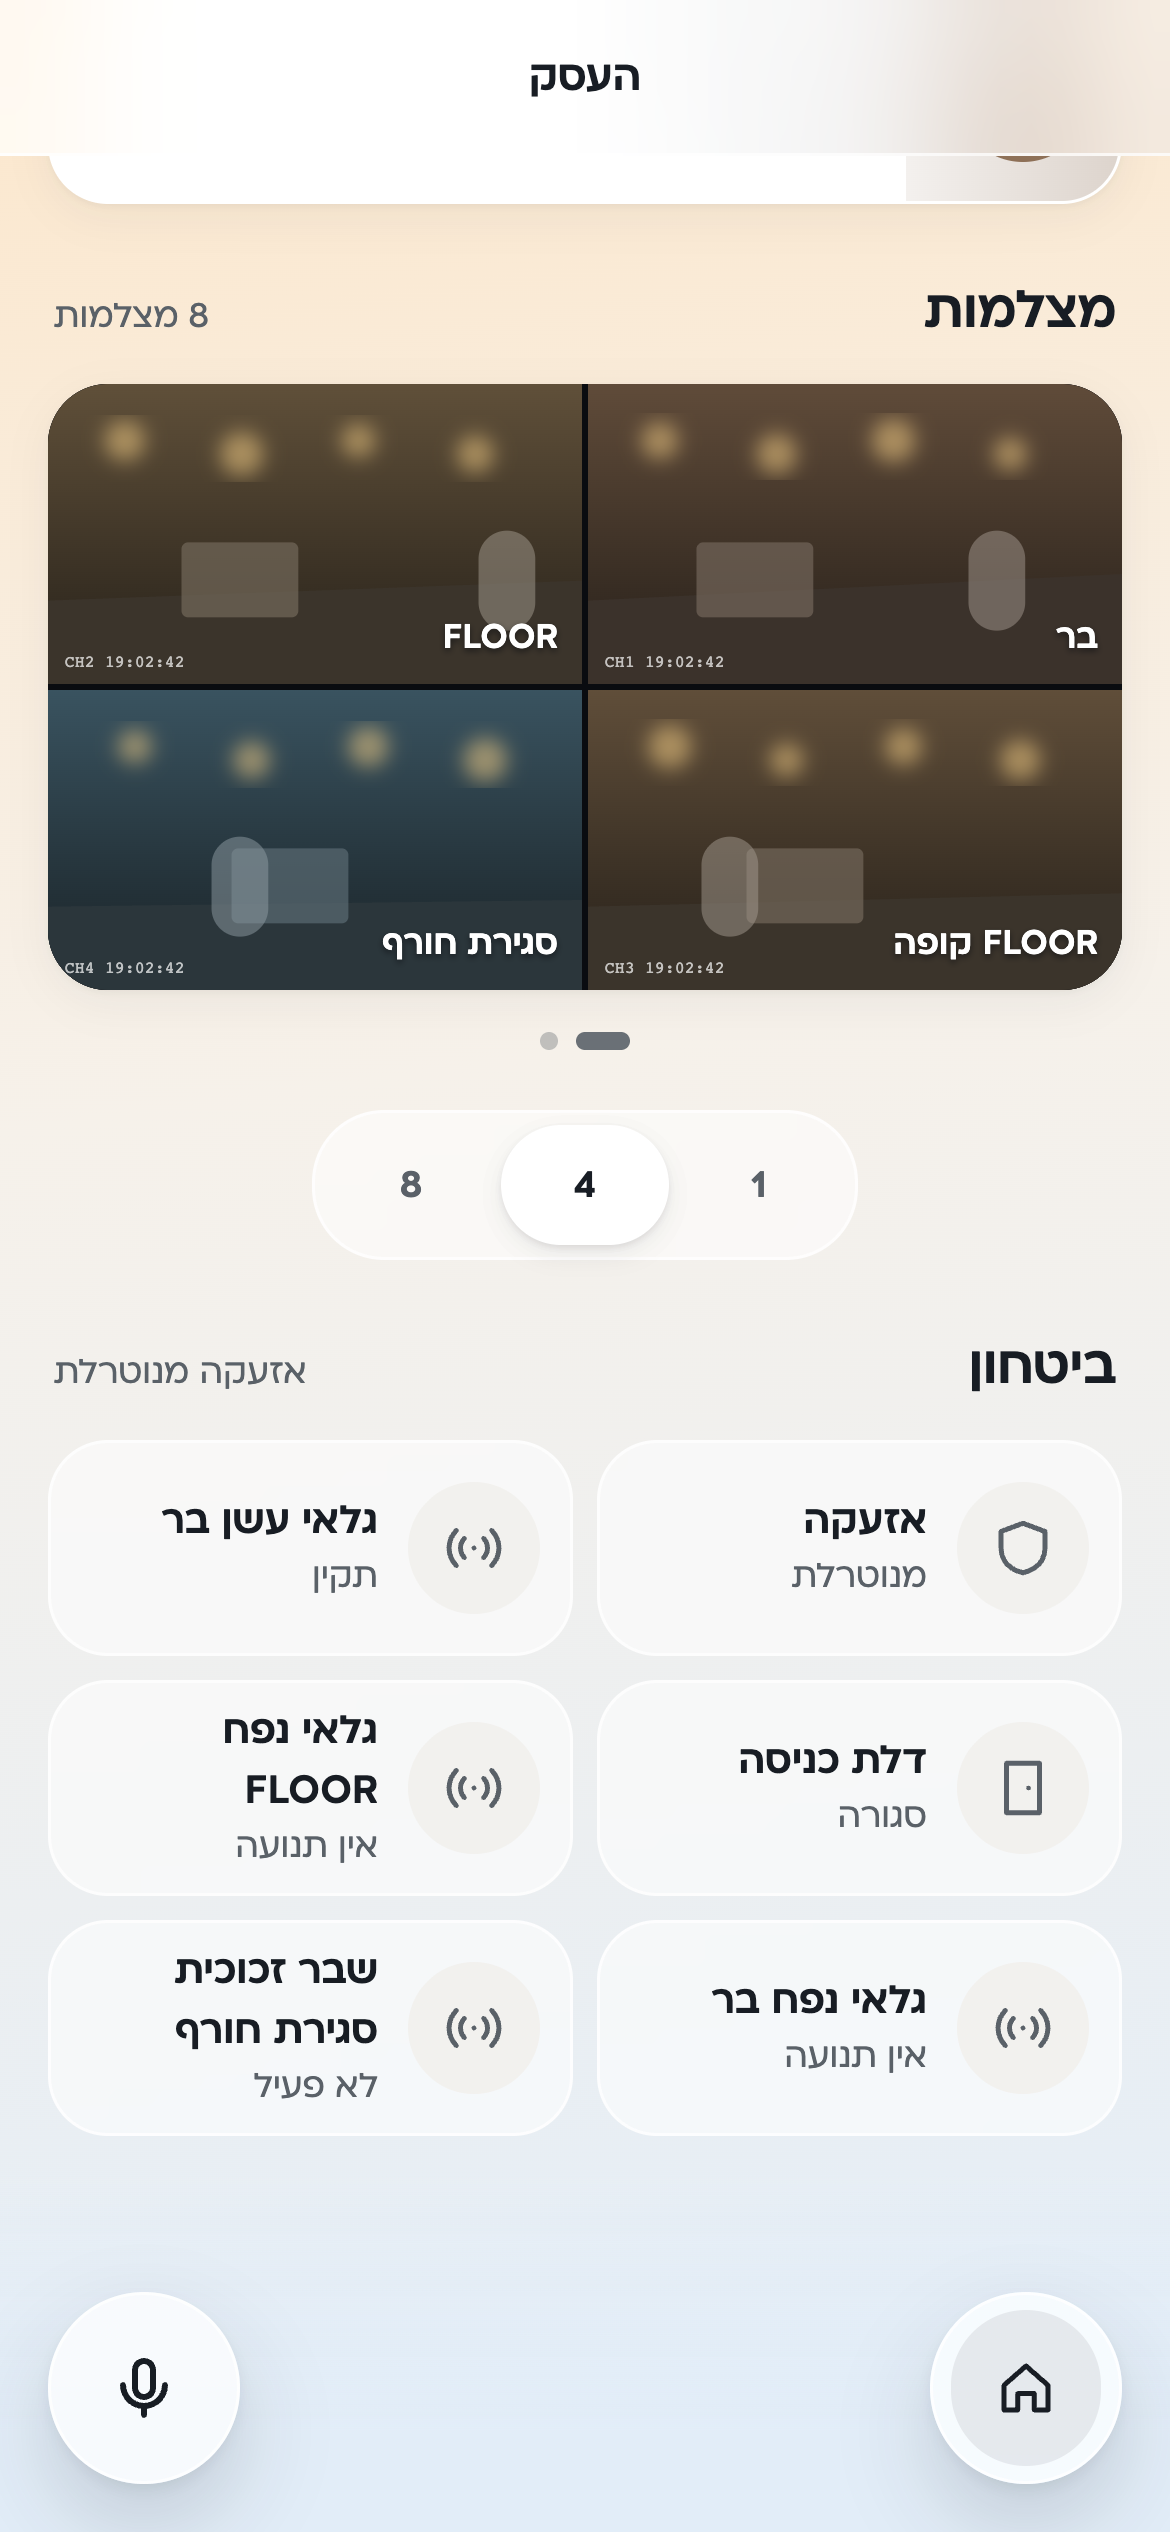 העסק
מצלמות
8 מצלמות
בר
CH1 19:02:42
FLOOR
CH2 19:02:42
FLOOR קופה
CH3 19:02:42
סגירת חורף
CH4 19:02:42
1
4
8
ביטחון
אזעקה מנוטרלת
אזעקה
מנוטרלת
גלאי עשן בר
תקין
דלת כניסה
סגורה
גלאי נפח
FLOOR
אין תנועה
גלאי נפח בר
אין תנועה
שבר זכוכית
סגירת חורף
לא פעיל